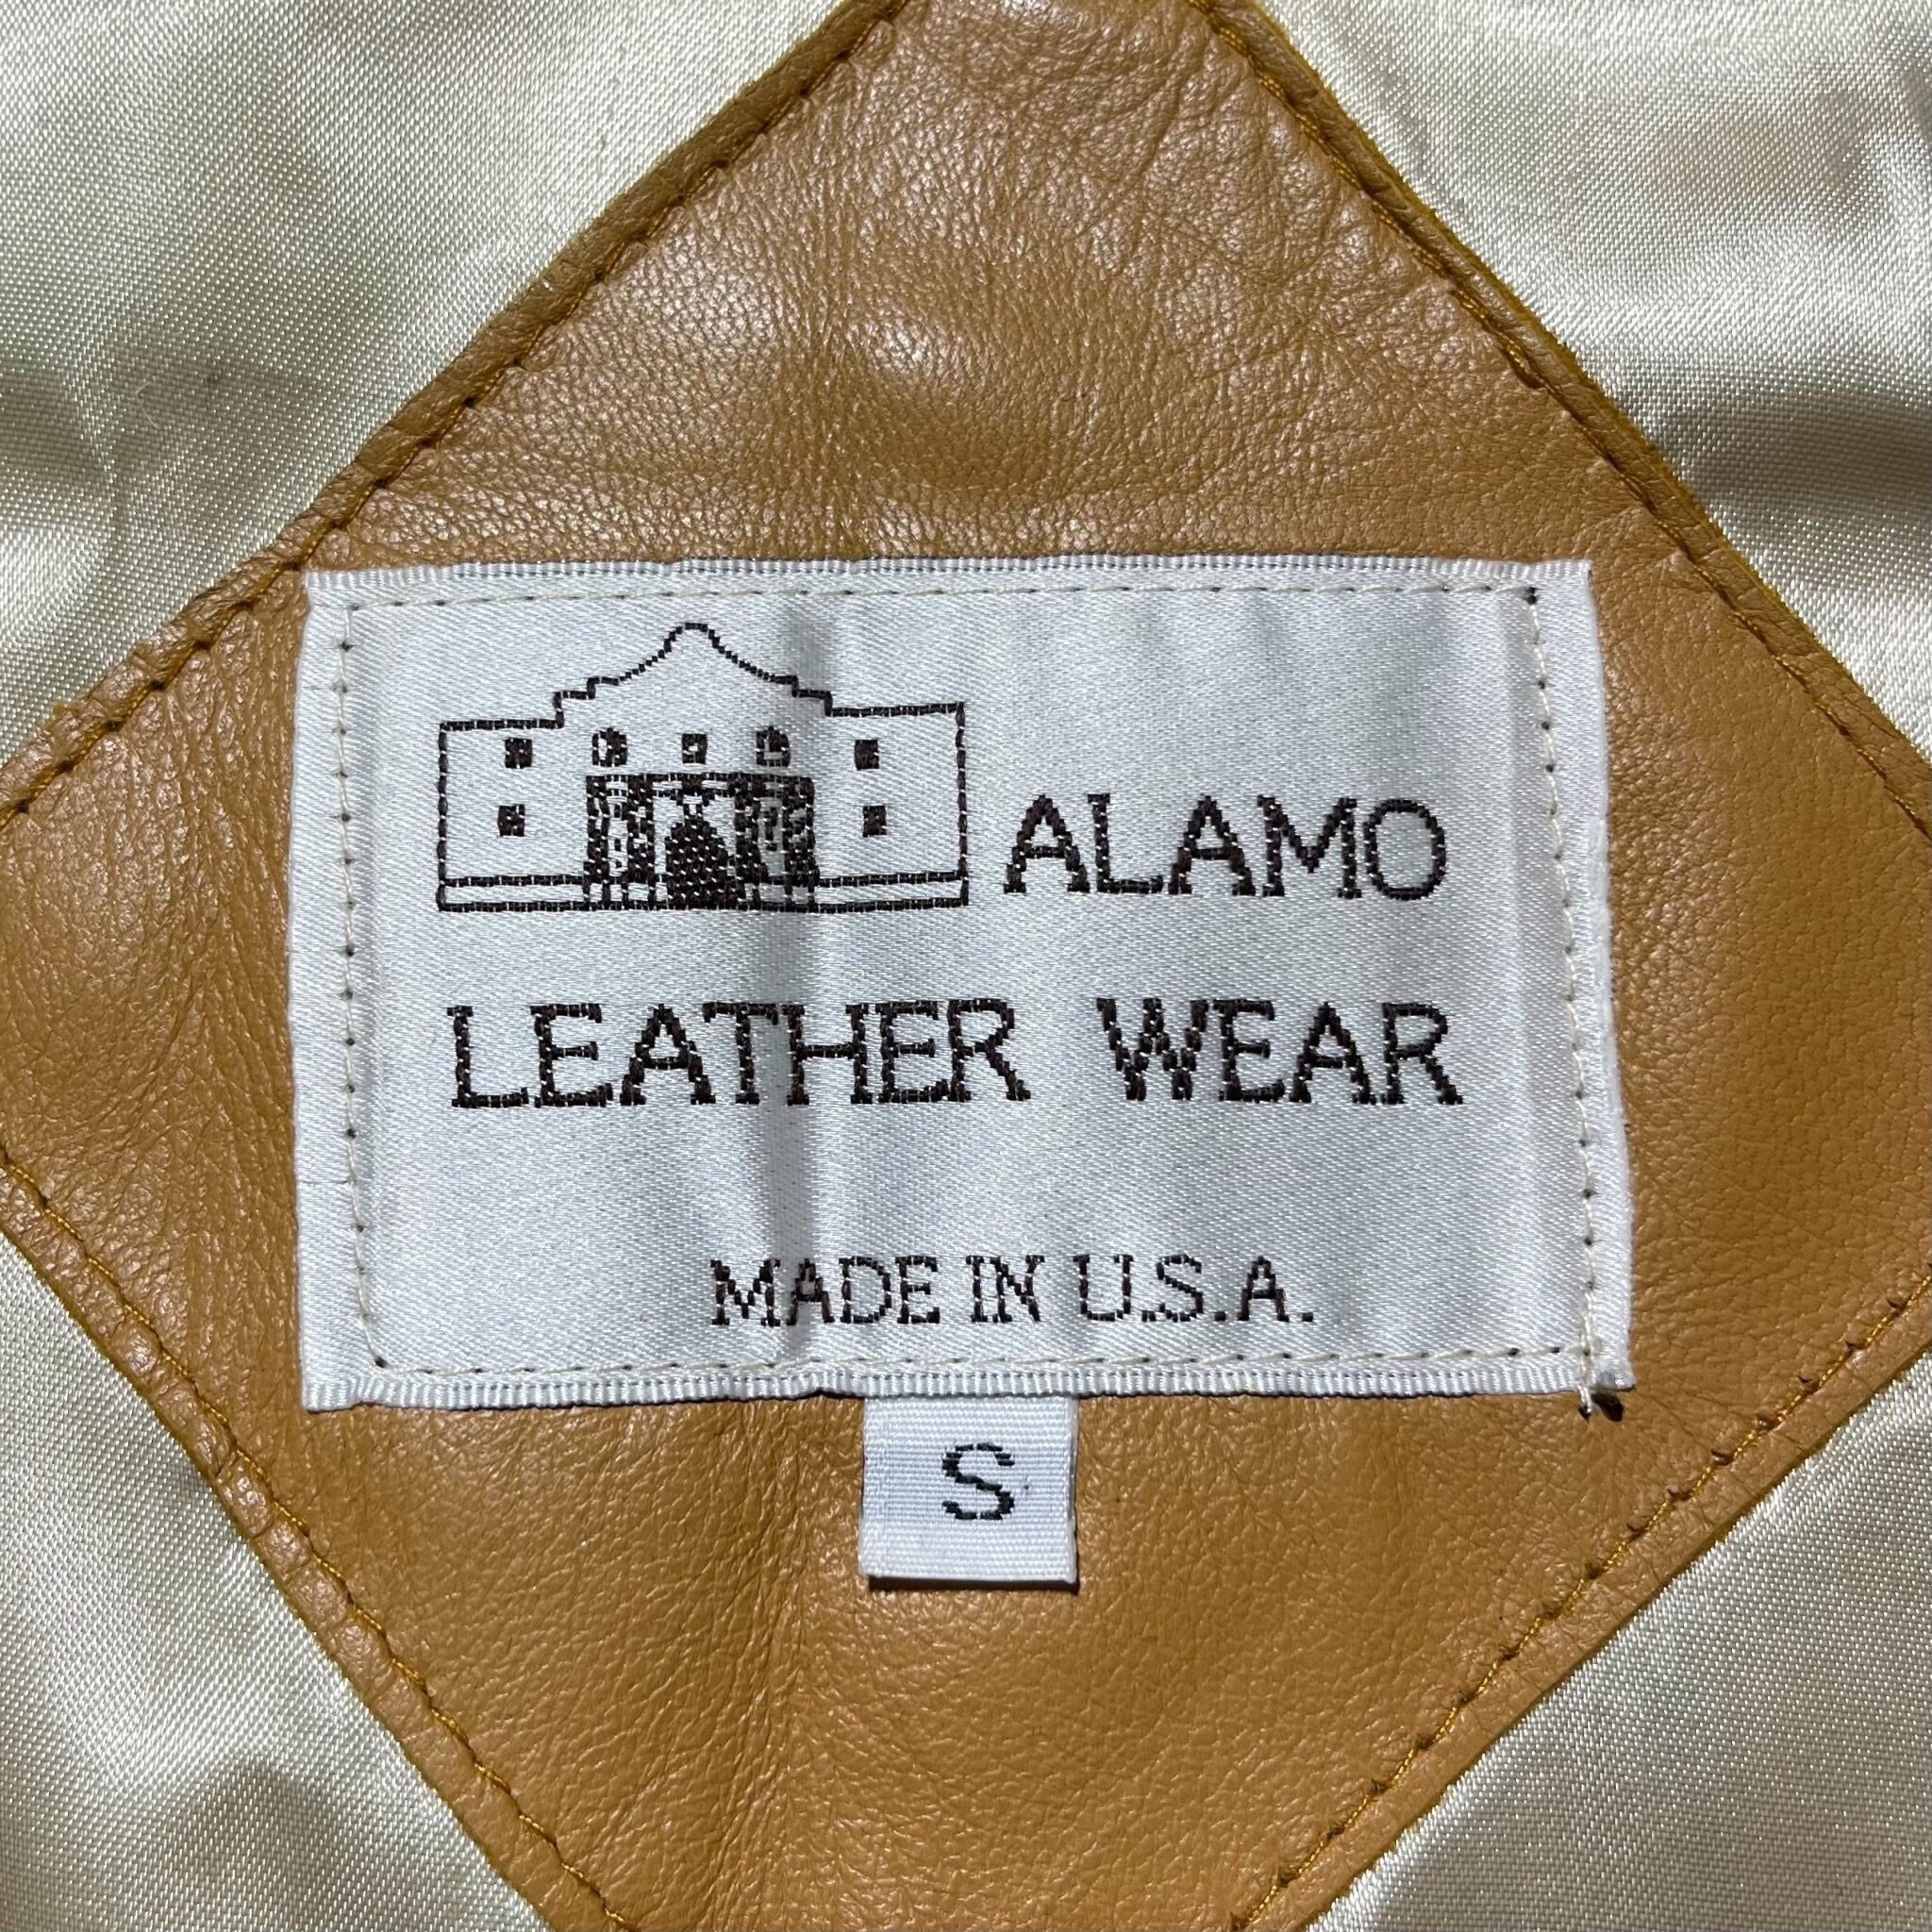 ALAMO
LEATHER WEAR
MADE IN U.S.A.
S